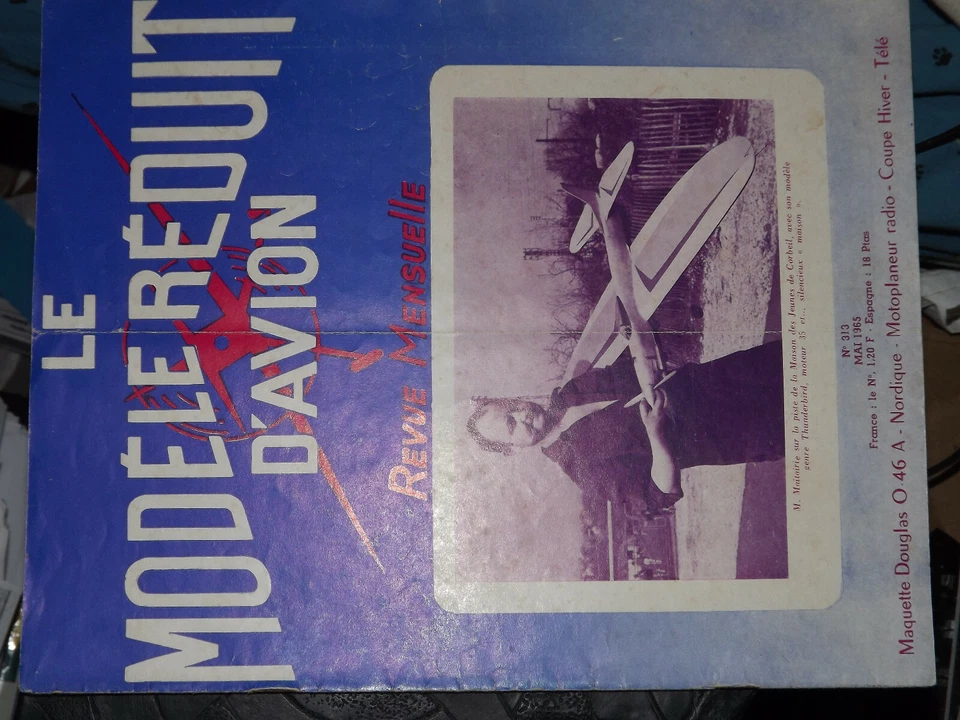 LE
MODÈLE RÉDUIT
D'AVION
REVUE MENSUELLE
M. Maitairie sur la piste de la Maison des Jeunes de Corbeil, avec son modèle
genre Thunderbird, moteur 35 et... silencieux « maison ».
N° 313
MAI 1965
France : le N°, 1,20 F - Espagne : 18 Ptas
Maquette Douglas O-46 A - Nordique - Motoplaneur radio - Coupe Hiver - Télé